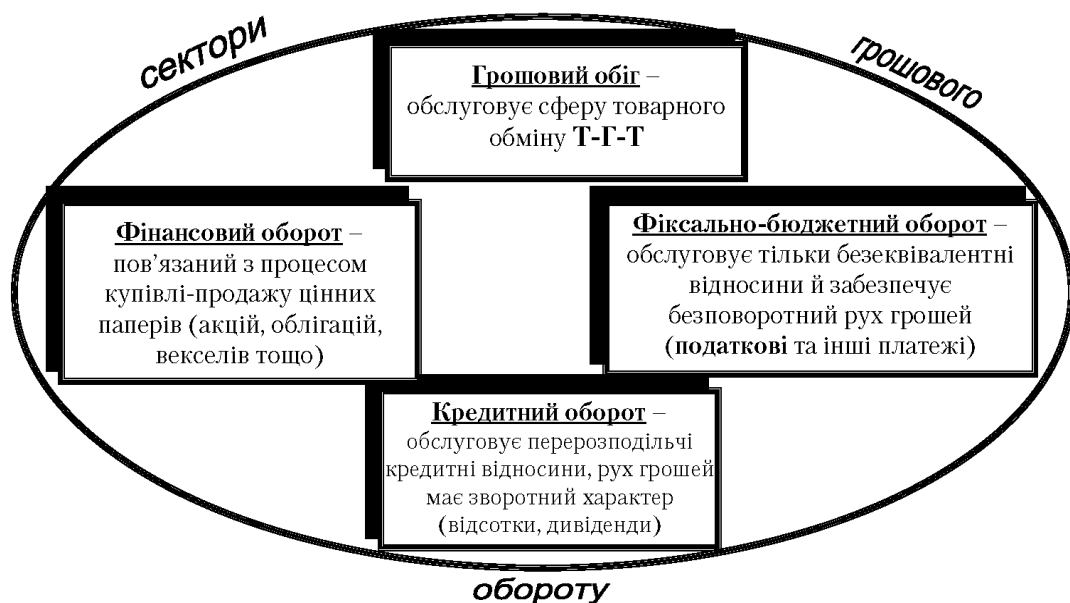 сектори
грошового
Грошовий обіг –
обслуговує сферу товарного
обміну Т-Г-Т
Фінансовий оборот –
пов’язаний з процесом
купівлі-продажу цінних
паперів (акцій, облігацій,
векселів тощо)
Фіксально-бюджетний оборот –
обслуговує тільки безеквівалентні
відносини й забезпечує
безповоротний рух грошей
(податкові та інші платежі)
Кредитний оборот –
обслуговує перерозподільчі
кредитні відносини, рух грошей
має зворотний характер
(відсотки, дивіденди)
обороту